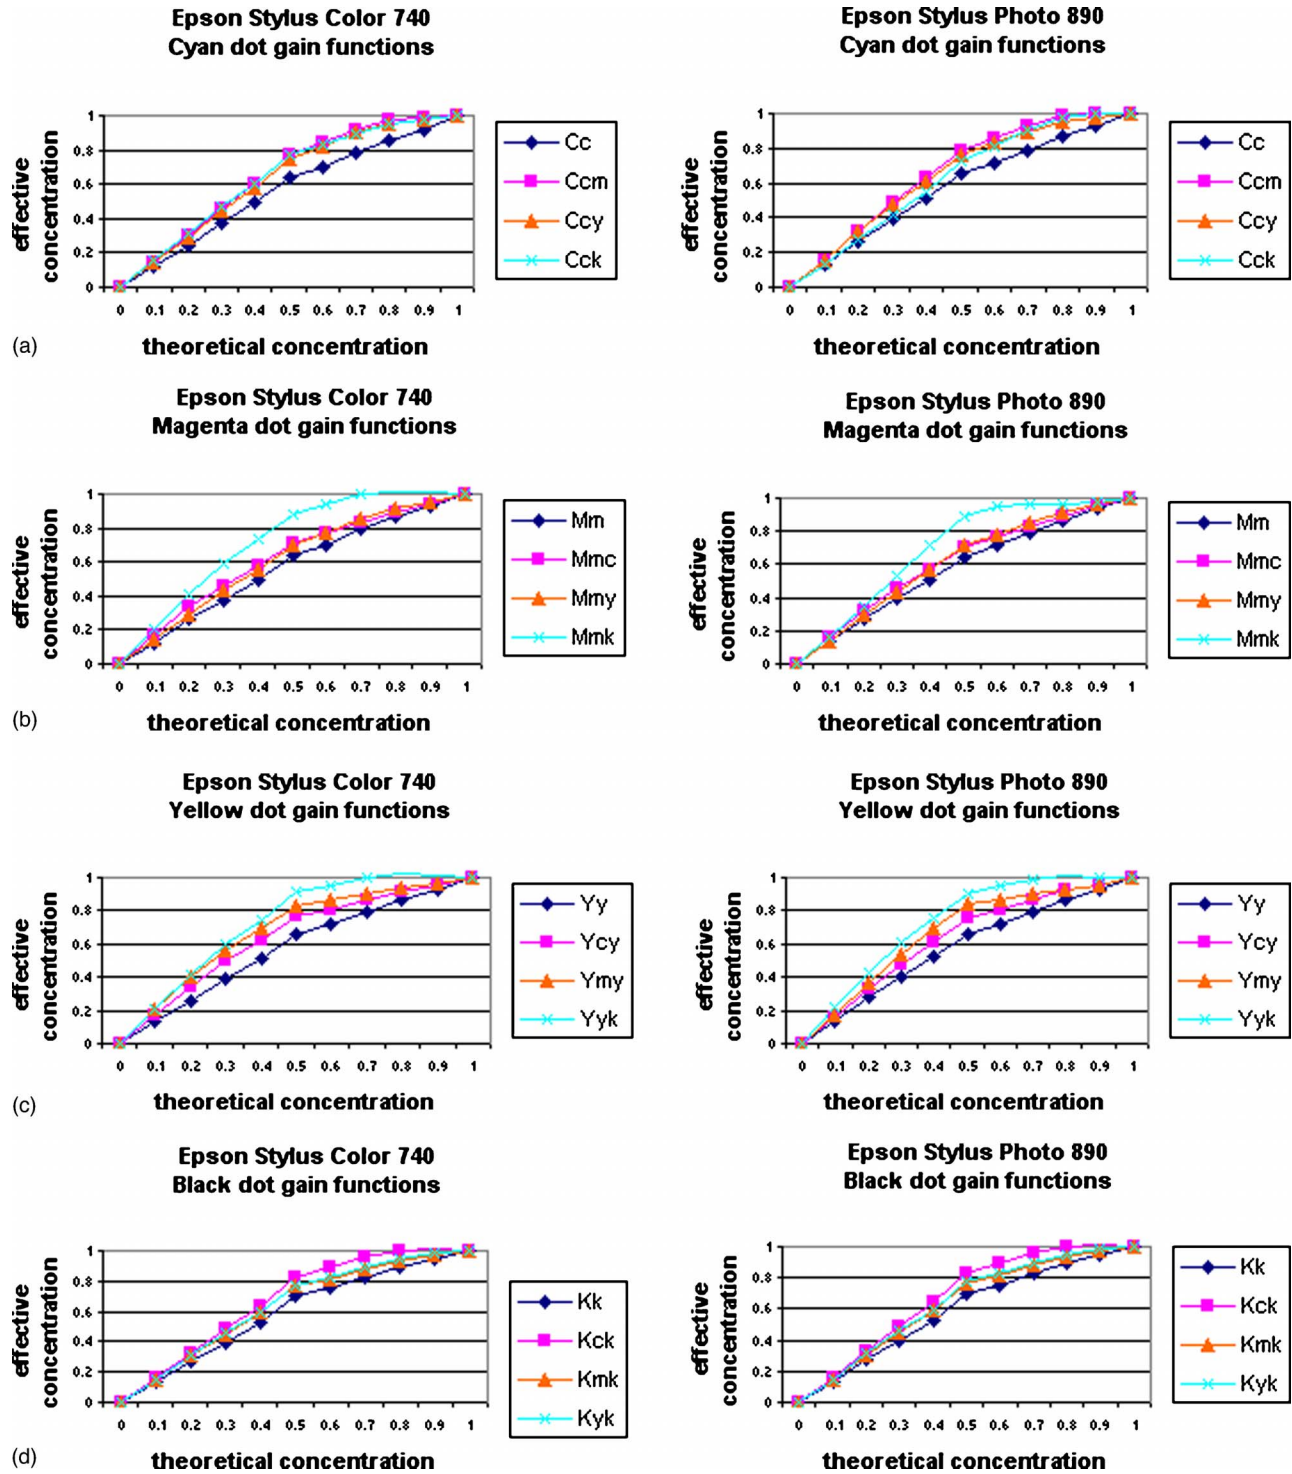 Epson Stylus Color 740
Cyan dot gain functions
effective
concentration
1
0.8
0.6
0.4
0.2
0
0 0.1 0.2 0.3 0.4 0.5 0.6 0.7 0.8 0.9 1
theoretical concentration
Cc
Ccm
Ccy
Cck
Epson Stylus Photo 890
Cyan dot gain functions
effective
concentration
1
0.8
0.6
0.4
0.2
0
0 0.1 0.2 0.3 0.4 0.5 0.6 0.7 0.8 0.9 1
theoretical concentration
Cc
Ccm
Ccy
Cck
(a)
Epson Stylus Color 740
Magenta dot gain functions
effective
concentration
1
0.8
0.6
0.4
0.2
0
0 0.1 0.2 0.3 0.4 0.5 0.6 0.7 0.8 0.9 1
theoretical concentration
Mm
Mmc
Mmy
Mmk
Epson Stylus Photo 890
Magenta dot gain functions
effective
concentration
1
0.8
0.6
0.4
0.2
0
0 0.1 0.2 0.3 0.4 0.5 0.6 0.7 0.8 0.9 1
theoretical concentration
Mm
Mmc
Mmy
Mmk
(b)
Epson Stylus Color 740
Yellow dot gain functions
effective
concentration
1
0.8
0.6
0.4
0.2
0
0 0.1 0.2 0.3 0.4 0.5 0.6 0.7 0.8 0.9 1
theoretical concentration
Yy
Ycy
Ymy
Yyk
Epson Stylus Photo 890
Yellow dot gain functions
effective
concentration
1
0.8
0.6
0.4
0.2
0
0 0.1 0.2 0.3 0.4 0.5 0.6 0.7 0.8 0.9 1
theoretical concentration
Yy
Ycy
Ymy
Yyk
(c)
Epson Stylus Color 740
Black dot gain functions
effective
concentration
1
0.8
0.6
0.4
0.2
0
0 0.1 0.2 0.3 0.4 0.5 0.6 0.7 0.8 0.9 1
theoretical concentration
Kk
Kck
Kmk
Kyk
Epson Stylus Photo 890
Black dot gain functions
effective
concentration
1
0.8
0.6
0.4
0.2
0
0 0.1 0.2 0.3 0.4 0.5 0.6 0.7 0.8 0.9 1
theoretical concentration
Kk
Kck
Kmk
Kyk
(d)